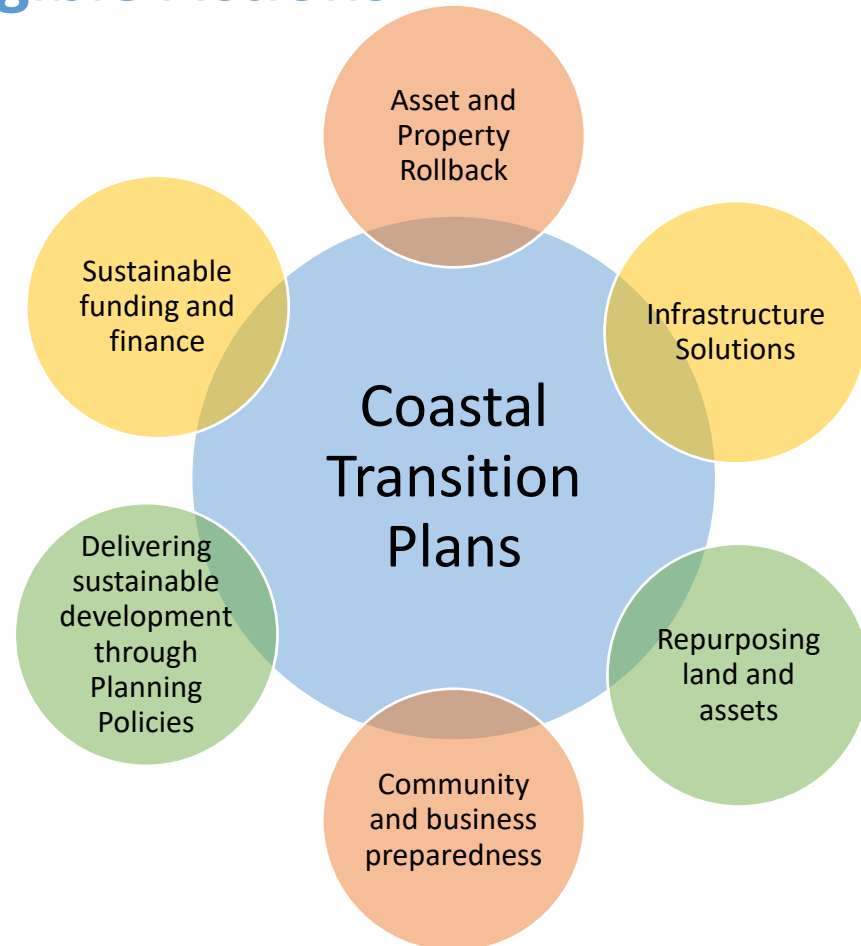 Asset and
Property
Rollback
Sustainable
funding and
finance
Infrastructure
Solutions
Coastal
Transition
Plans
Delivering
sustainable
development
through
Planning
Policies
Repurposing
land and
assets
Community
and business
preparedness